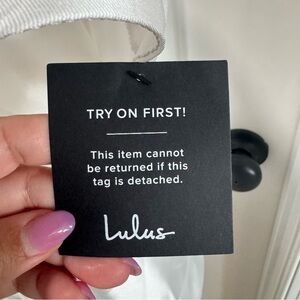 TRY ON FIRST!
This item cannot
be returned if this
tag is detached.
Lulus